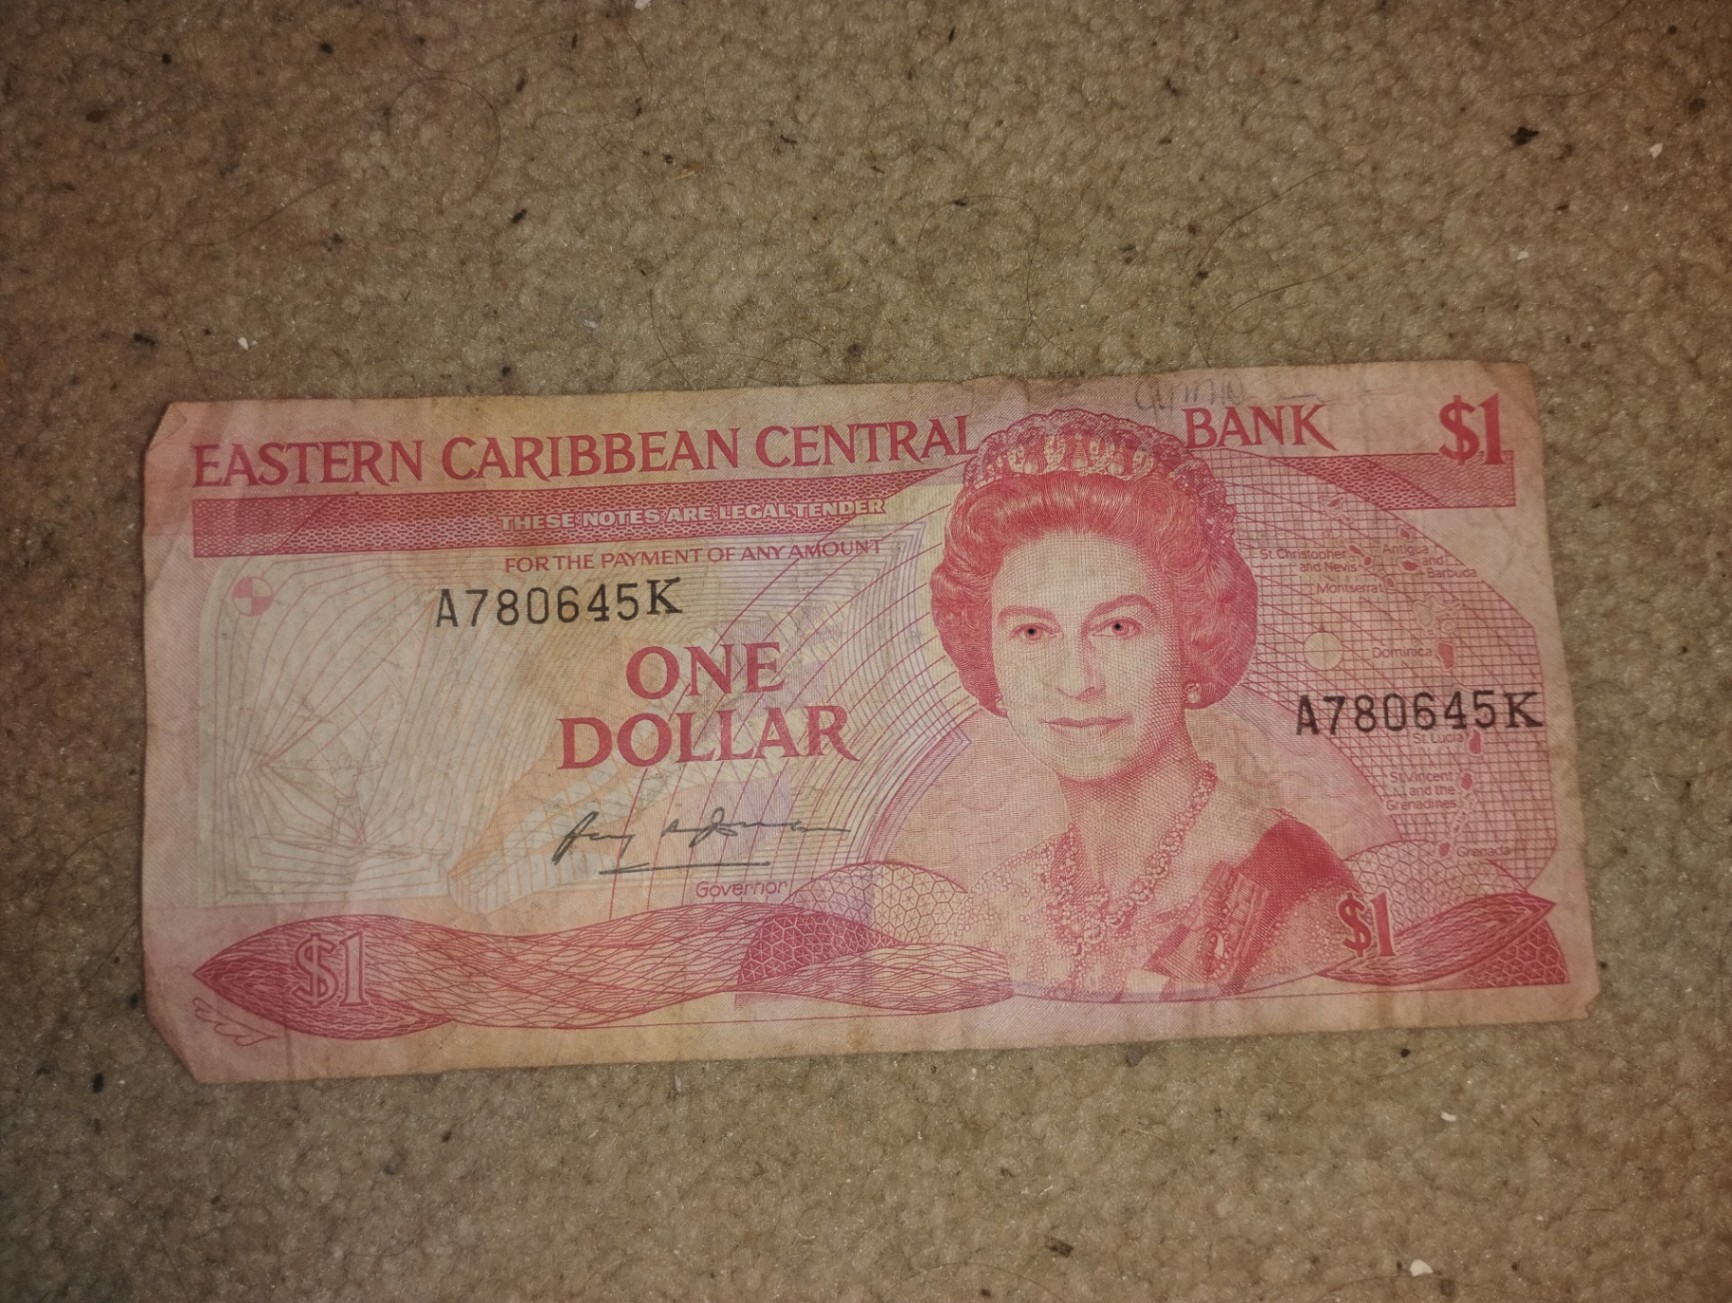 EASTERN CARIBBEAN CENTRAL BANK $1
THESE NOTES ARE LEGAL TENDER
FOR THE PAYMENT OF ANY AMOUNT
A780645K
ONE
DOLLAR
Governor
$1
St. Christopher
and Nevis
Antigua
and
Barbuda
Montserrat
Dominica
A780645K
St. Lucia
St. Vincent
and the
Grenadines
Grenada
$1